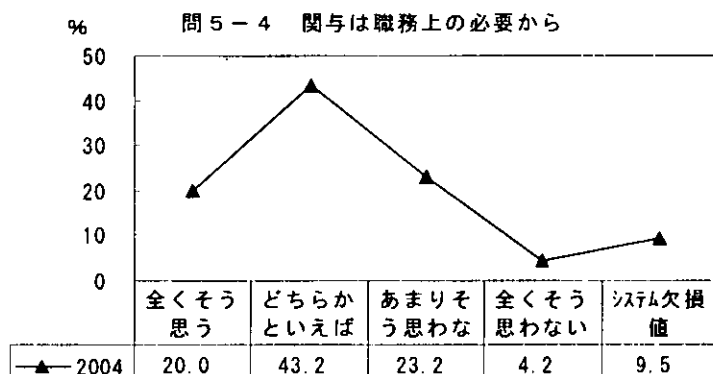 問5-4 関与は職務上の必要から
%
50
40
30
20
10
0
全くそう思う
どちらかといえば
あまりそう思わな
全くそう思わない
システム欠損値
2004 20.0 43.2 23.2 4.2 9.5